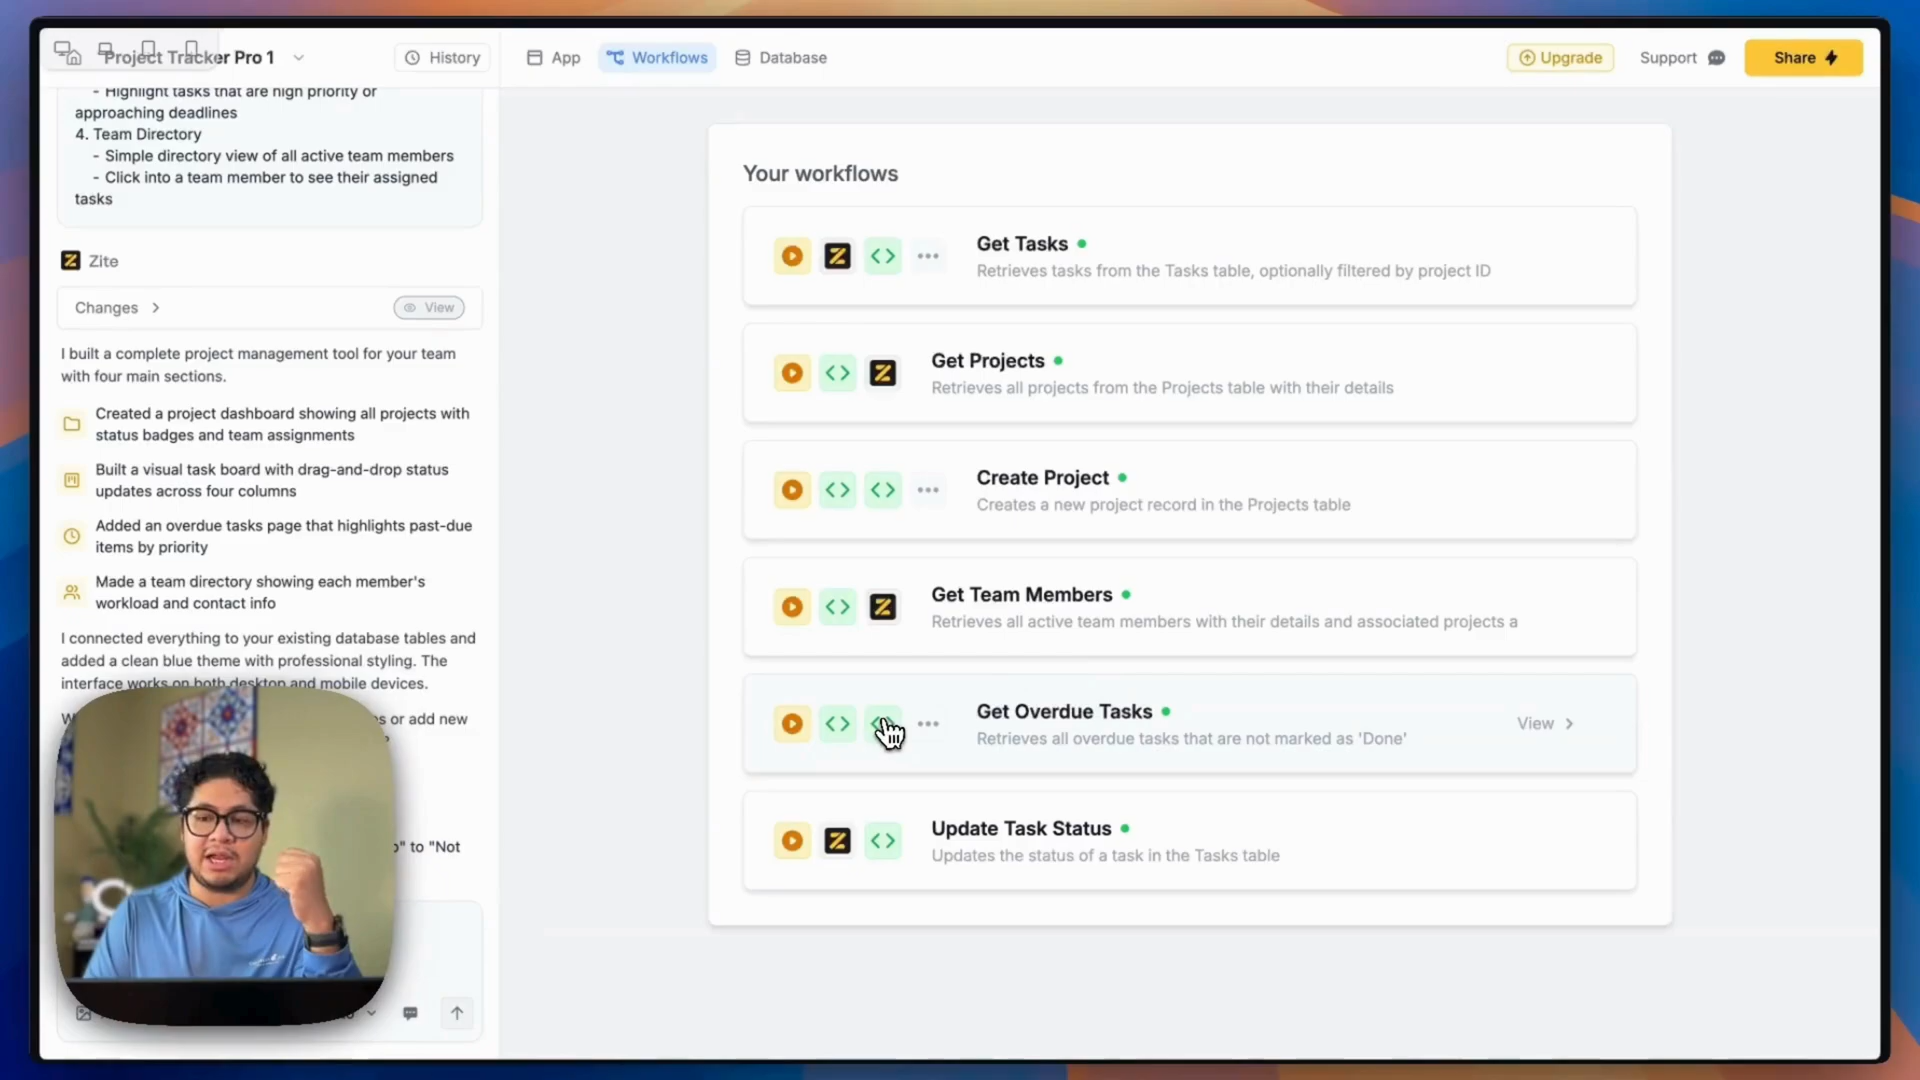 Project Tracker Pro 1
History
App
Workflows
Database
Upgrade
Support
Share
- Highlight tasks that are high priority or
approaching deadlines
4. Team Directory
- Simple directory view of all active team members
- Click into a team member to see their assigned
tasks
Zite
Changes
View
I built a complete project management tool for your team
with four main sections.
Created a project dashboard showing all projects with
status badges and team assignments
Built a visual task board with drag-and-drop status
updates across four columns
Added an overdue tasks page that highlights past-due
items by priority
Made a team directory showing each member's
workload and contact info
I connected everything to your existing database tables and
added a clean blue theme with professional styling. The
interface works on both desktop and mobile devices.
or add new
to "Not
Your workflows
Get Tasks
Retrieves tasks from the Tasks table, optionally filtered by project ID
Get Projects
Retrieves all projects from the Projects table with their details
Create Project
Creates a new project record in the Projects table
Get Team Members
Retrieves all active team members with their details and associated projects a
Get Overdue Tasks
Retrieves all overdue tasks that are not marked as 'Done'
View
Update Task Status
Updates the status of a task in the Tasks table